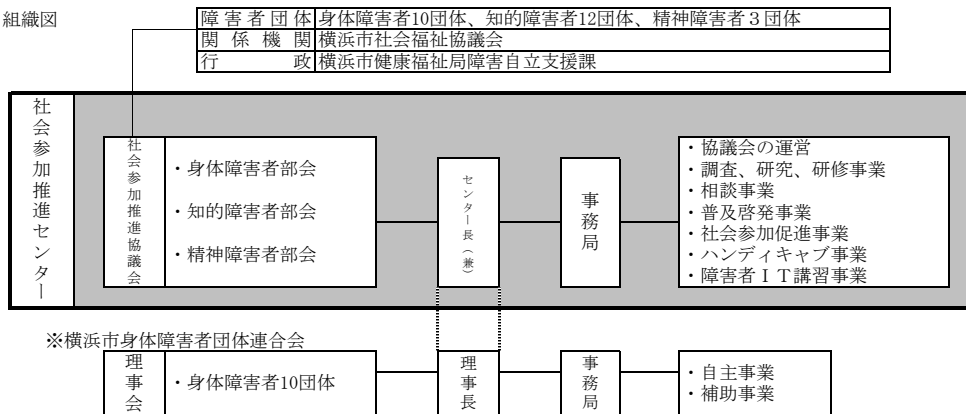 組織図
障害者団体 身体障害者10団体、知的障害者12団体、精神障害者３団体
関係機関 横浜市社会福祉協議会
行政 横浜市健康福祉局障害自立支援課
社会参加推進センター
社会参加推進協議会
・身体障害者部会
・知的障害者部会
・精神障害者部会
センター長（兼）
事務局
・協議会の運営
・調査、研究、研修事業
・相談事業
・普及啓発事業
・社会参加促進事業
・ハンディキャブ事業
・障害者ＩＴ講習事業
※横浜市身体障害者団体連合会
理事会
・身体障害者10団体
理事長
事務局
・自主事業
・補助事業